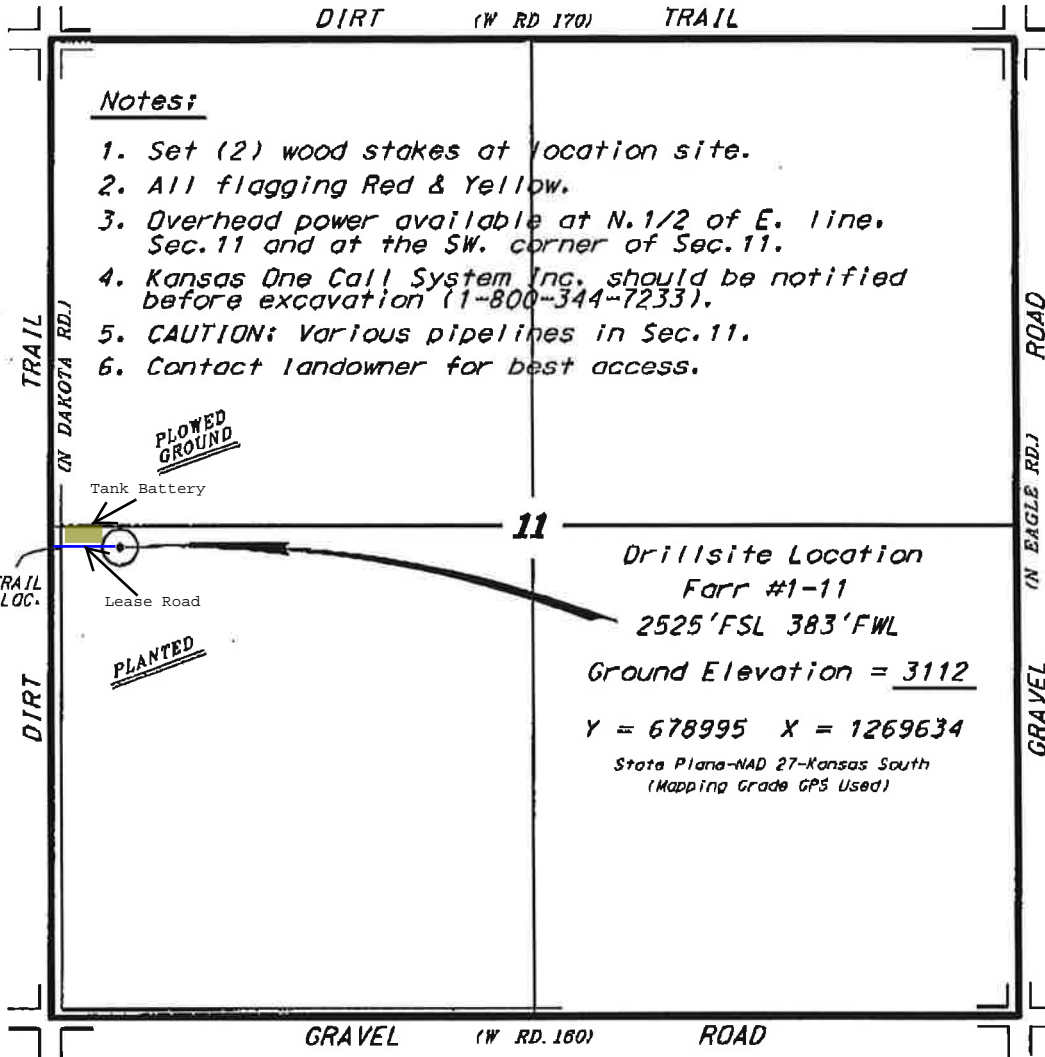 DIRT (W RD 170) TRAIL
Notes:
1. Set (2) wood stakes at location site.
2. All flagging Red & Yellow.
3. Overhead power available at N.1/2 of E. line.
Sec.11 and at the SW. corner of Sec.11.
4. Kansas One Call System Inc. should be notified
before excavation (1-800-344-7233).
5. CAUTION: Various pipelines in Sec.11.
6. Contact landowner for best access.
TRAIL
(N DAKOTA RD.)
DIRT
ROAD
(N EAGLE RD.)
GRAVEL
PLOWED
GROUND
Tank Battery
11
TRAIL
LOC.
Lease Road
PLANTED
Drillsite Location
Farr #1-11
2525'FSL 383'FWL
Ground Elevation = 3112
Y = 678995 X = 1269634
State Plane-NAD 27-Kansas South
(Mapping Grade GPS Used)
GRAVEL (W RD.160) ROAD